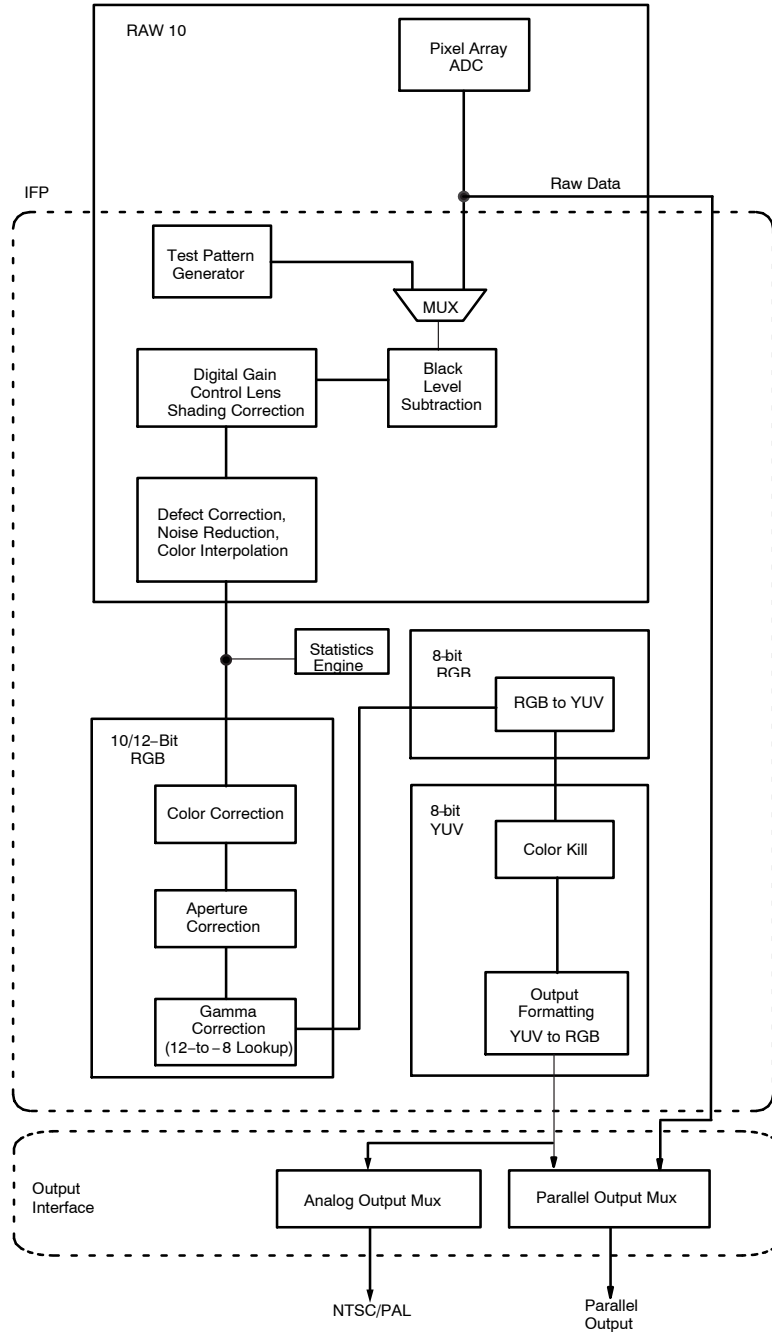 RAW 10
Pixel Array
ADC
IFP
Raw Data
Test Pattern
Generator
MUX
Digital Gain
Control Lens
Shading Correction
Black
Level
Subtraction
Defect Correction,
Noise Reduction,
Color Interpolation
Statistics
Engine
8-bit
RGB
RGB to YUV
10/12-Bit
RGB
8-bit
YUV
Color Correction
Color Kill
Aperture
Correction
Gamma
Correction
(12-to-8 Lookup)
Output
Formatting
YUV to RGB
Output
Interface
Analog Output Mux
Parallel Output Mux
NTSC/PAL
Parallel
Output